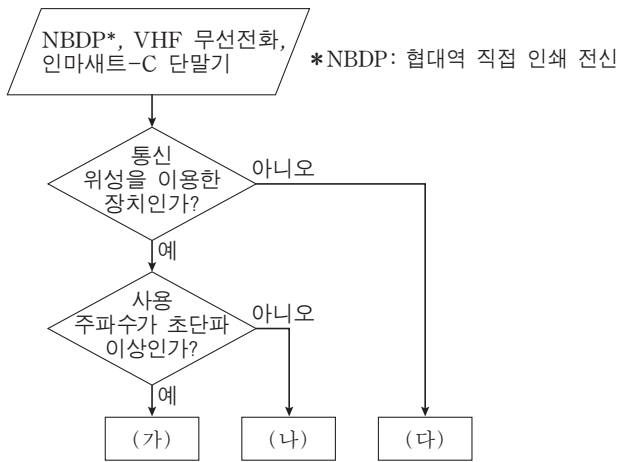 NBDP*, VHF 무선전화,
인마새트-C 단말기
*NBDP: 협대역 직접 인쇄 전신
통신
위성을 이용한
장치인가?
아니오
예
사용
주파수가 초단파
이상인가?
아니오
예
(가)
(나)
(다)